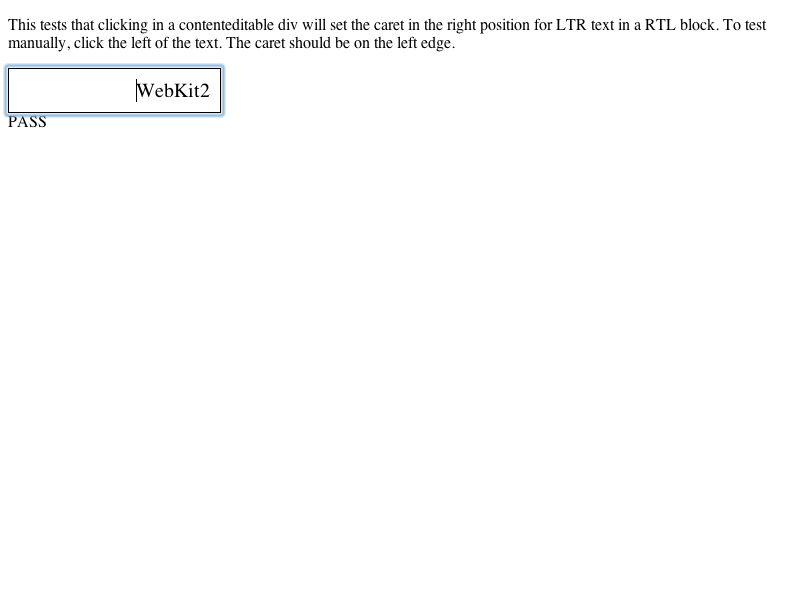 This tests that clicking in a contenteditable div will set the caret in the right position for LTR text in a RTL block. To test
manually, click the left of the text. The caret should be on the left edge.
WebKit2
PASS